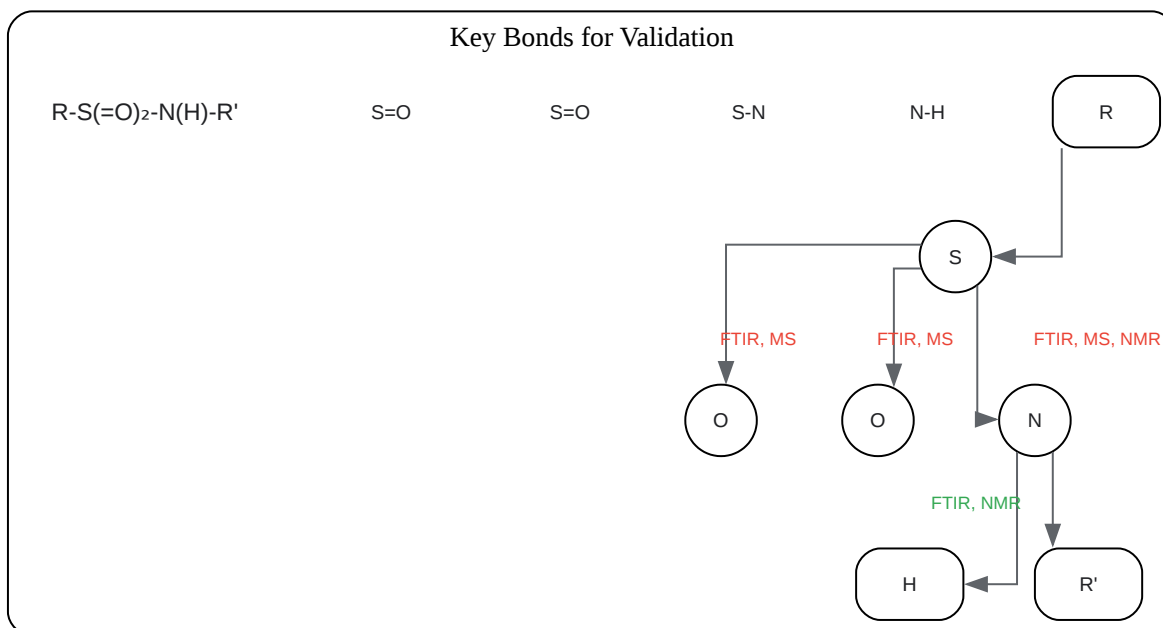 Key Bonds for Validation
R-S(=O)₂-N(H)-R'
S=O
S=O
S-N
N-H
R
S
FTIR, MS
FTIR, MS
FTIR, MS, NMR
O
O
N
FTIR, NMR
H
R'